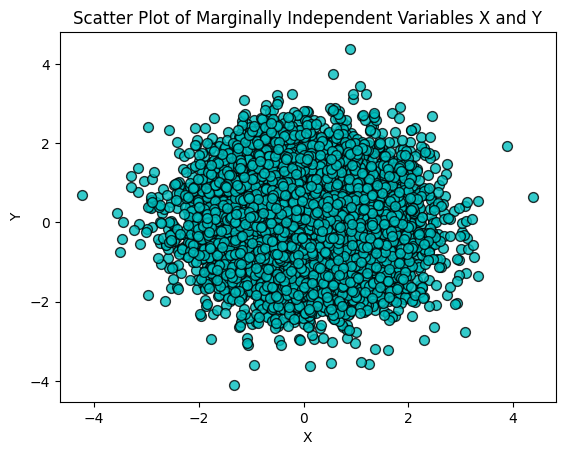 Scatter Plot of Marginally Independent Variables X and Y
4
2
0
−2
−4
Y
−4 −2 0 2 4
X